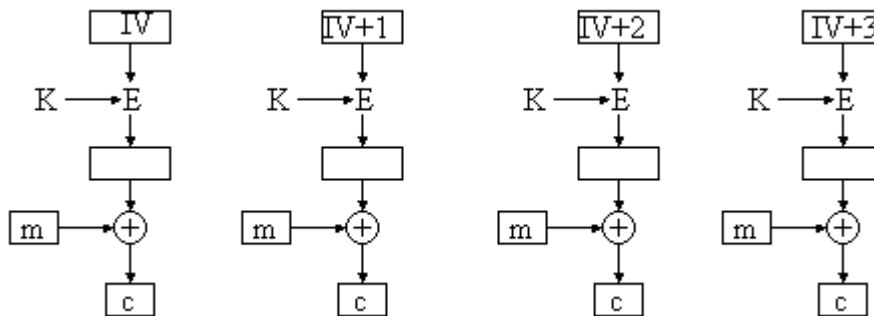 IV IV+1 IV+2 IV+3
K E K E K E K E
m + m + m + m +
c c c c